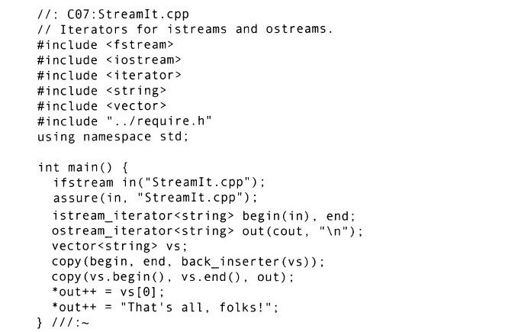 //: C07:StreamIt.cpp
// Iterators for istreams and ostreams.
#include <fstream>
#include <iostream>
#include <iterator>
#include <string>
#include <vector>
#include "../require.h"
using namespace std;

int main() {
  ifstream in("StreamIt.cpp");
  assure(in, "StreamIt.cpp");
  istream_iterator<string> begin(in), end;
  ostream_iterator<string> out(cout, "\n");
  vector<string> vs;
  copy(begin, end, back_inserter(vs));
  copy(vs.begin(), vs.end(), out);
  *out++ = vs[0];
  *out++ = "That's all, folks!";
} ///:~